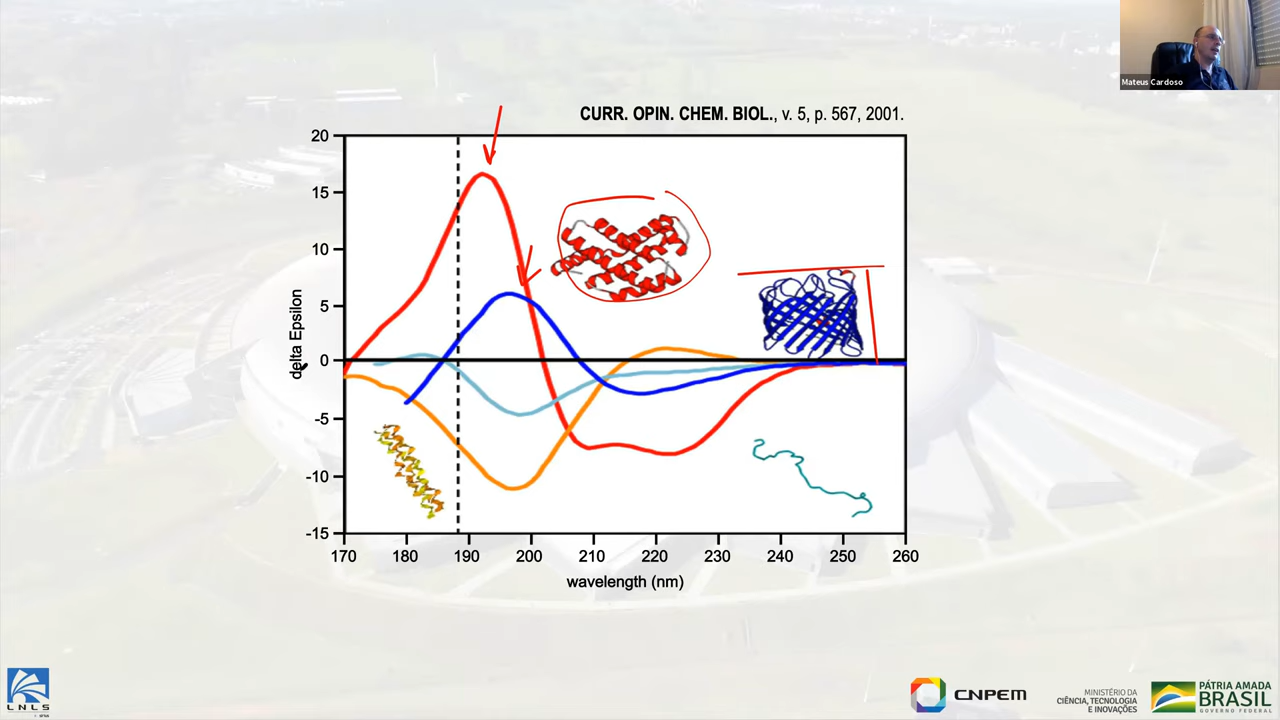 Mateus Cardoso
CURR. OPIN. CHEM. BIOL., v. 5, p. 567, 2001.
20
15
10
5
0
-5
-10
-15
delta Epsilon
170 180 190 200 210 220 230 240 250 260
wavelength (nm)
LNLS
CNPEM
MINISTÉRIO DA
CIÊNCIA, TECNOLOGIA
E INOVAÇÕES
PÁTRIA AMADA
BRASIL
GOVERNO FEDERAL